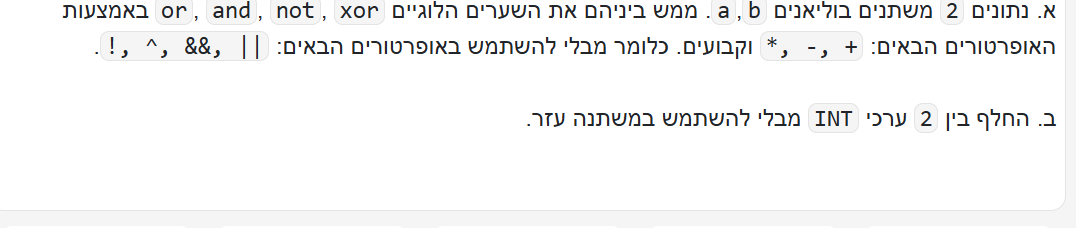 א. נתונים 2 משתנים בוליאנים a,b. ממש ביניהם את השערים הלוגיים or, and, not, xor באמצעות
האופרטורים הבאים: + ,- ,* וקבועים. כלומר מבלי להשתמש באופרטורים הבאים: || ,&& ,^ ,!.
ב. החלף בין 2 ערכי INT מבלי להשתמש במשתנה עזר.